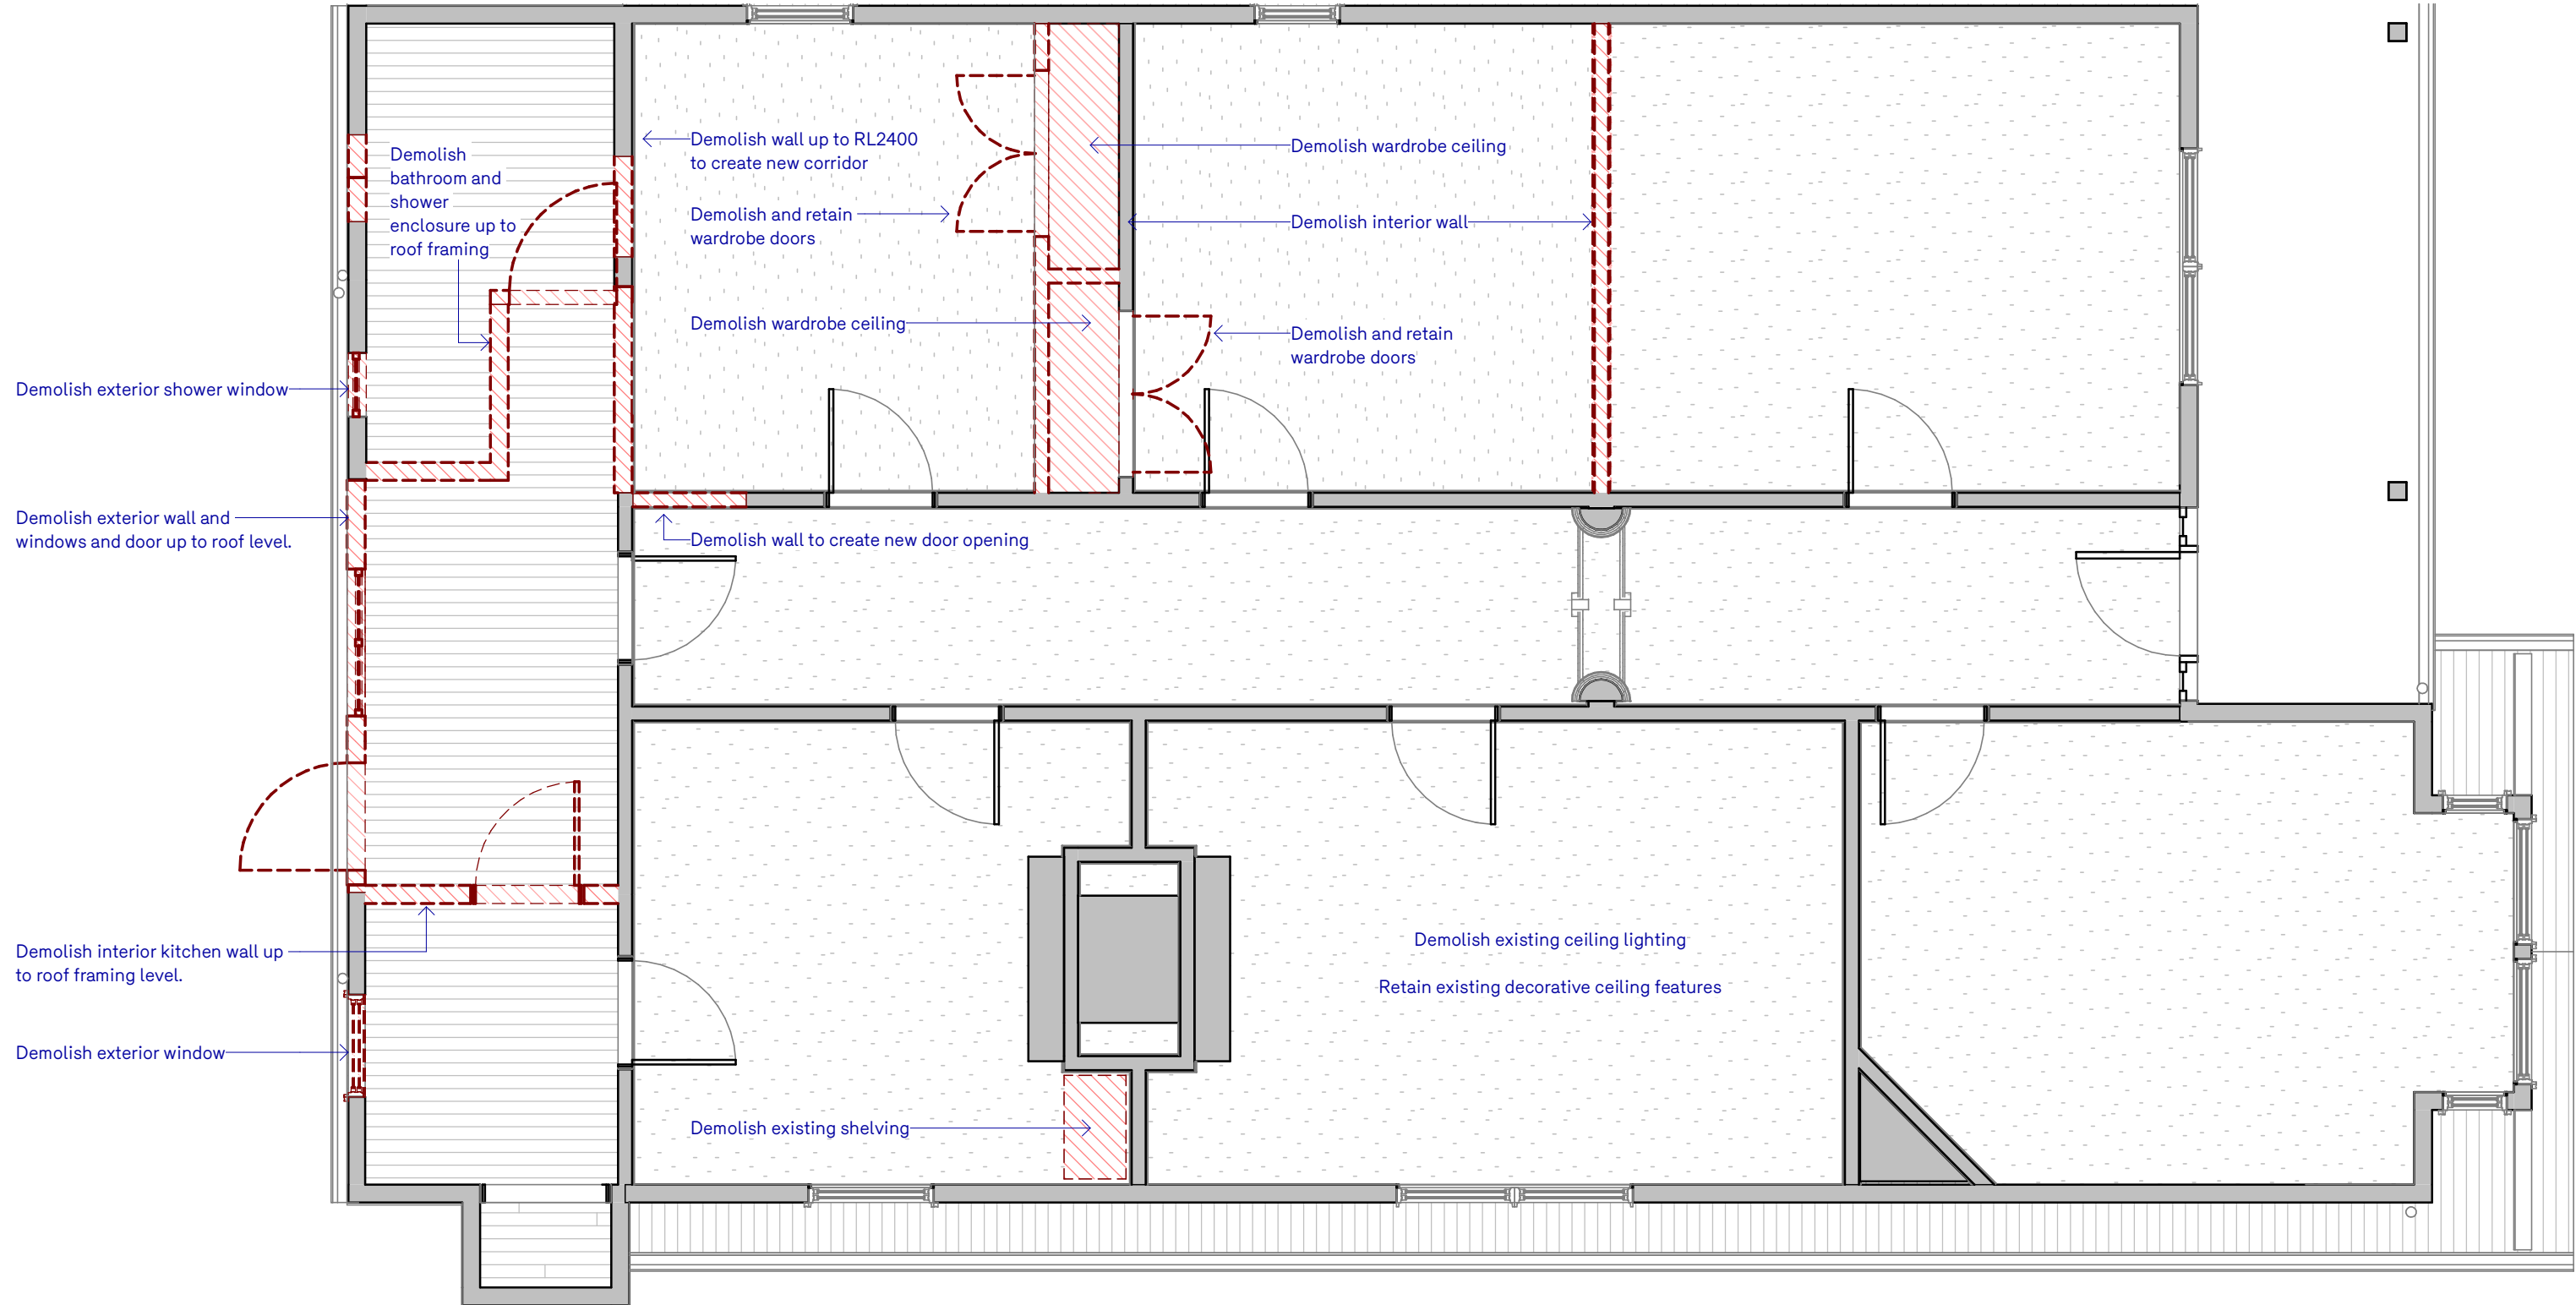 Demolish wall up to RL2400
to create new corridor
Demolish wardrobe ceiling
Demolish
bathroom and
shower
enclosure up to
roof framing
Demolish and retain
wardrobe doors
Demolish interior wall
Demolish wardrobe ceiling
Demolish and retain
wardrobe doors
Demolish exterior shower window
Demolish exterior wall and
windows and door up to roof level.
Demolish wall to create new door opening
Demolish interior kitchen wall up
to roof framing level.
Demolish existing ceiling lighting
Retain existing decorative ceiling features
Demolish exterior window
Demolish existing shelving